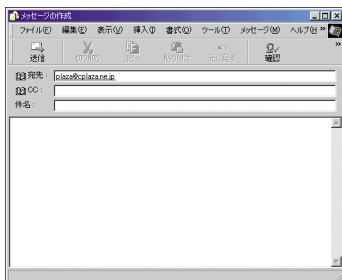 メッセージの作成
ファイル(F) 編集(E) 表示(V) 挿入(I) 書式(O) ツール(T) メッセージ(M) ヘルプ(H) »
送信 切り取り コピー 貼り付け 元に戻す 確認 »
宛先: plaza@cplaza.ne.jp
CC:
件名: